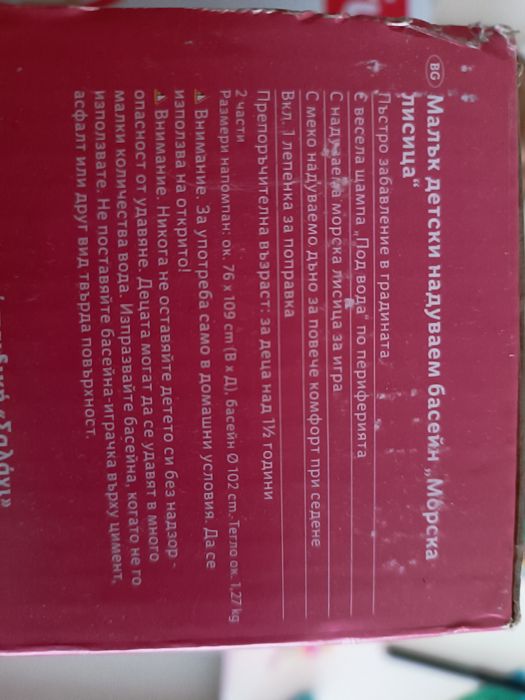 BG Малък детски надуваем басейн „Морска
лисица“
Пъстро забавление в градината
С весела щампа „Под вода“ по периферията
С надуваема морска лисица за игра
С меко надуваемо дъно за повече комфорт при седене
Вкл. 1 лепенка за поправка
Препоръчителна възраст: за деца над 1½ години
2 части
Размери напомпан: ок. 76 x 109 cm (В x Д), басейн Ø 102 cm. Тегло ок. 1,27 kg
⚠ Внимание. За употреба само в домашни условия. Да се
използва на открито!
⚠ Внимание. Никога не оставяйте детето си без надзор -
опасност от удавяне. Децата могат да се удавят в много
малки количества вода. Изпразвайте басейна, когато не го
използвате. Не поставяйте басейна играчка върху цимент,
асфалт или друг вид твърда повърхност.
«Σαλάχι»